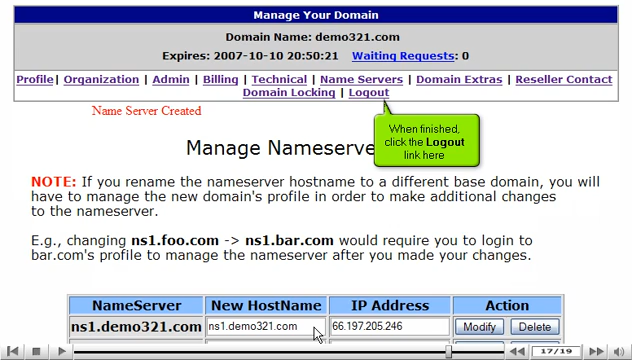 Manage Your Domain
Domain Name: demo321.com
Expires: 2007-10-10 20:50:21 Waiting Requests: 0
Profile | Organization | Admin | Billing | Technical | Name Servers | Domain Extras | Reseller Contact
Domain Locking | Logout
Name Server Created
When finished,
click the Logout
link here
Manage Nameserve
NOTE: If you rename the nameserver hostname to a different base domain, you will
have to manage the new domain's profile in order to make additional changes
to the nameserver.
E.g., changing ns1.foo.com -> ns1.bar.com would require you to login to
bar.com's profile to manage the nameserver after you made your changes.
NameServer New HostName IP Address Action
ns1.demo321.com ns1.demo321.com 66.197.205.246 Modify Delete
17/19